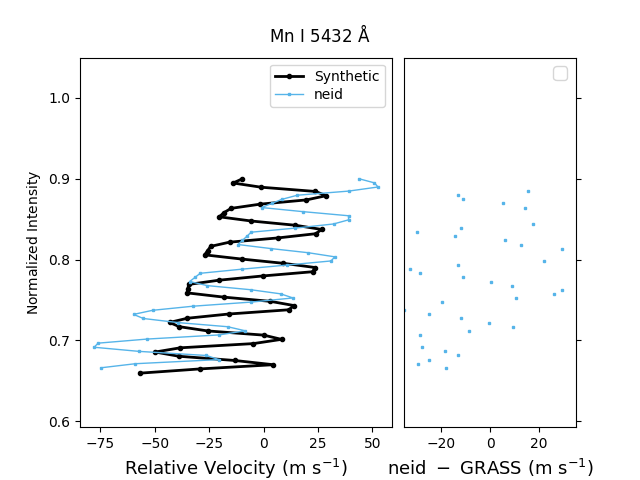 Mn I 5432 Å
Synthetic
neid
1.0
0.9
0.8
0.7
0.6
Normalized Intensity
−75
−50
−25
0
25
50
−20
0
20
Relative Velocity (m s⁻¹)
neid − GRASS (m s⁻¹)